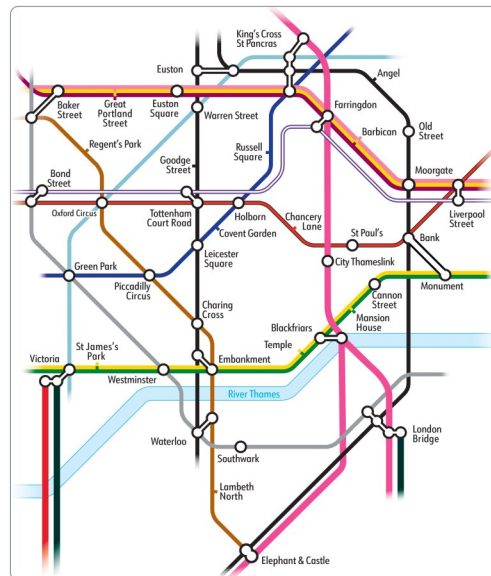 King's Cross
St Pancras
Euston
Angel
Baker
Street
Great
Portland
Street
Euston
Square
Warren Street
Farringdon
Barbican
Old
Street
Regent's Park
Russell
Square
Goodge
Street
Moorgate
Bond
Street
Oxford Circus
Tottenham
Court Road
Holborn
Chancery
Lane
Liverpool
Street
Covent Garden
St Paul's
Bank
Leicester
Square
City Thameslink
Green Park
Piccadilly
Circus
Cannon
Street
Monument
Charing
Cross
Mansion
House
Blackfriars
Temple
St James's
Park
Victoria
Westminster
Embankment
River Thames
Waterloo
Southwark
London
Bridge
Lambeth
North
Elephant & Castle